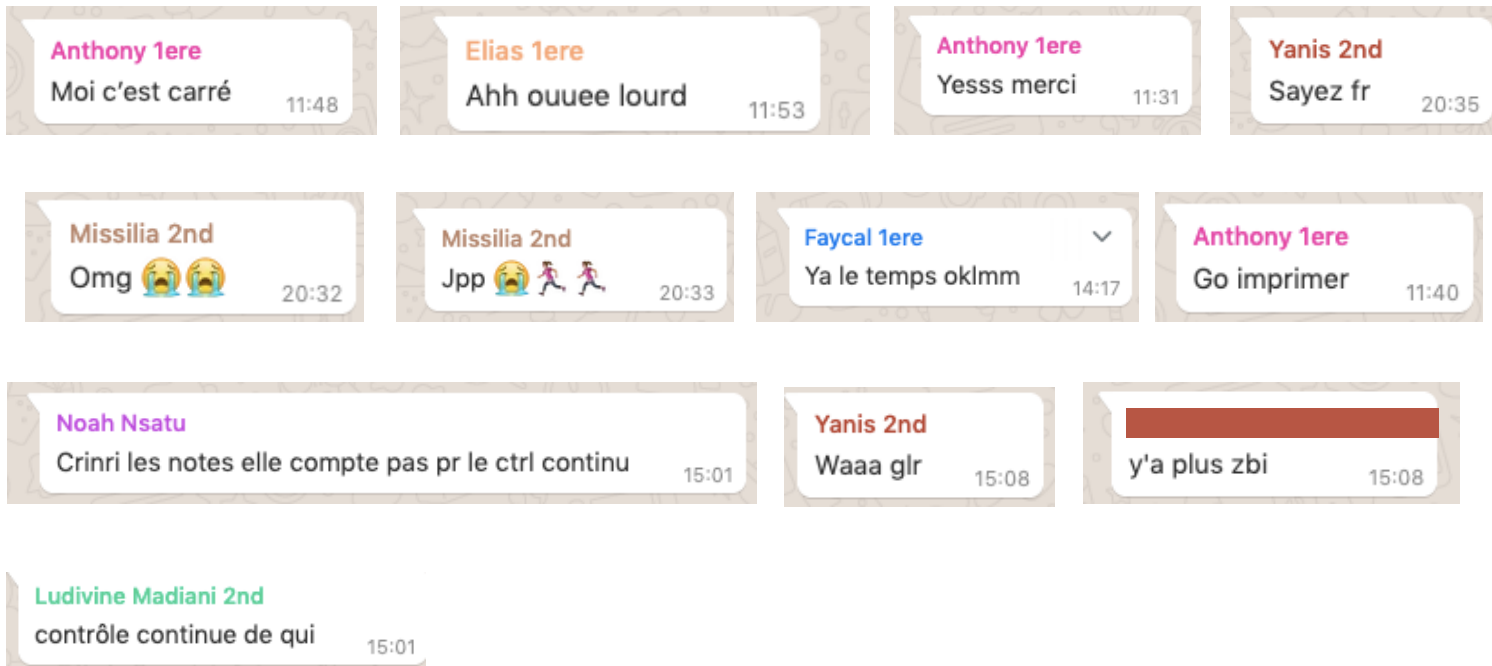 Anthony 1ere
Moi c'est carré
11:48
Elias 1ere
Ahh ouuee lourd
11:53
Anthony 1ere
Yesss merci
11:31
Yanis 2nd
Sayez fr
20:35
Missilia 2nd
Omg 😭😭
20:32
Missilia 2nd
Jpp 😭🏃🏻‍♀️🏃🏻‍♀️
20:33
Faycal 1ere
Ya le temps oklmm
14:17
Anthony 1ere
Go imprimer
11:40
Noah Nsatu
Crinri les notes elle compte pas pr le ctrl continu
15:01
Yanis 2nd
Waaa glr
15:08
y'a plus zbi
15:08
Ludivine Madiani 2nd
contrôle continue de qui
15:01